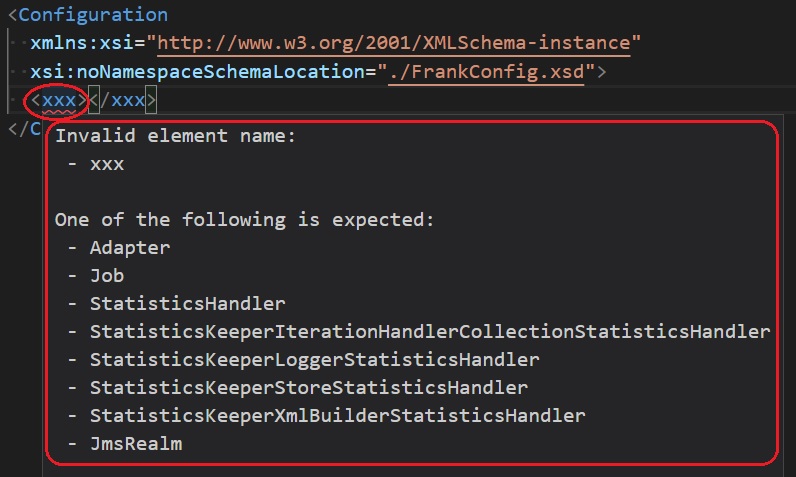 <Configuration
xmlns:xsi="http://www.w3.org/2001/XMLSchema-instance"
xsi:noNamespaceSchemaLocation="./FrankConfig.xsd">
<xxx></xxx>
</C
Invalid element name:
- xxx
One of the following is expected:
- Adapter
- Job
- StatisticsHandler
- StatisticsKeeperIterationHandlerCollectionStatisticsHandler
- StatisticsKeeperLoggerStatisticsHandler
- StatisticsKeeperStoreStatisticsHandler
- StatisticsKeeperXmlBuilderStatisticsHandler
- JmsRealm